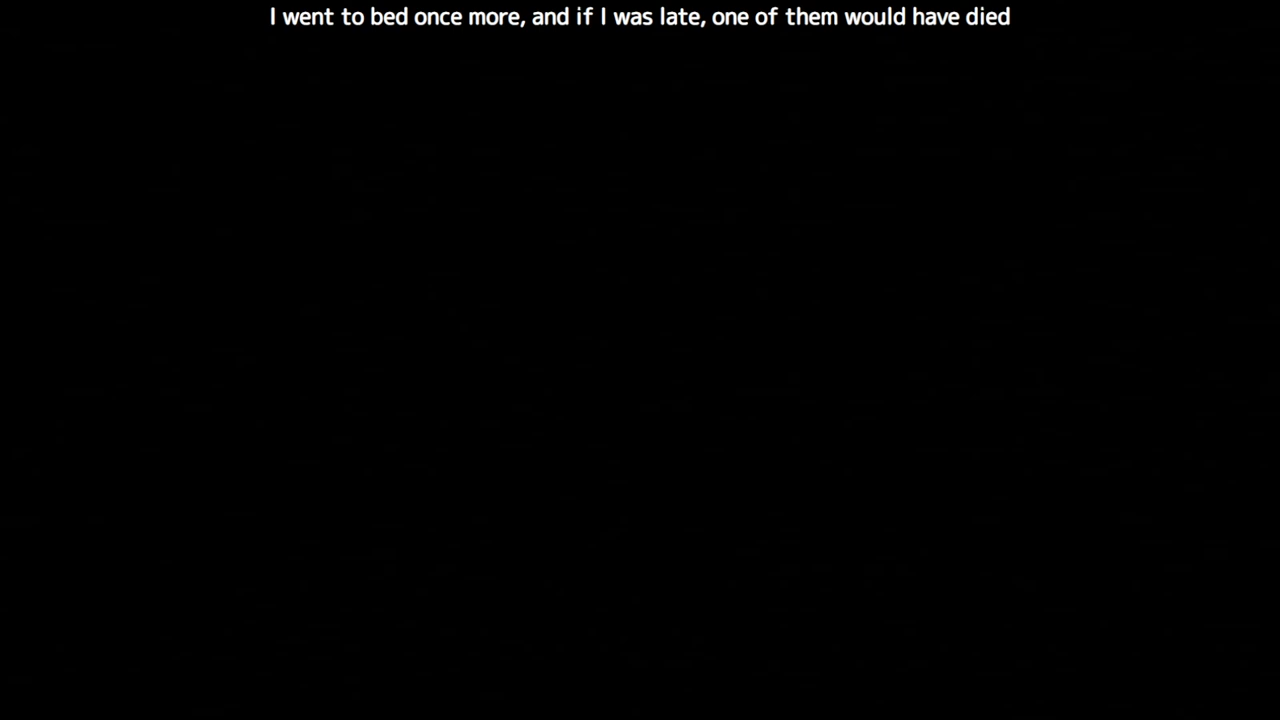 I went to bed once more, and if I was late, one of them would have died